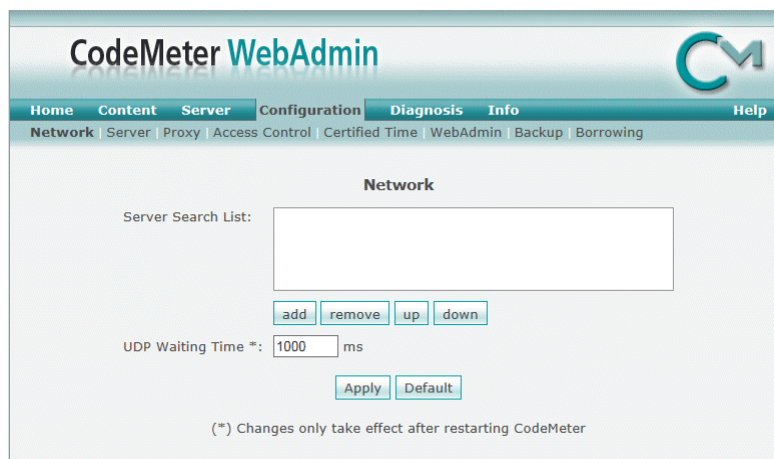 CodeMeter WebAdmin
CM
Home Content Server Configuration Diagnosis Info Help
Network | Server | Proxy | Access Control | Certified Time | WebAdmin | Backup | Borrowing
Network
Server Search List:
add remove up down
UDP Waiting Time *: 1000 ms
Apply Default
(*) Changes only take effect after restarting CodeMeter